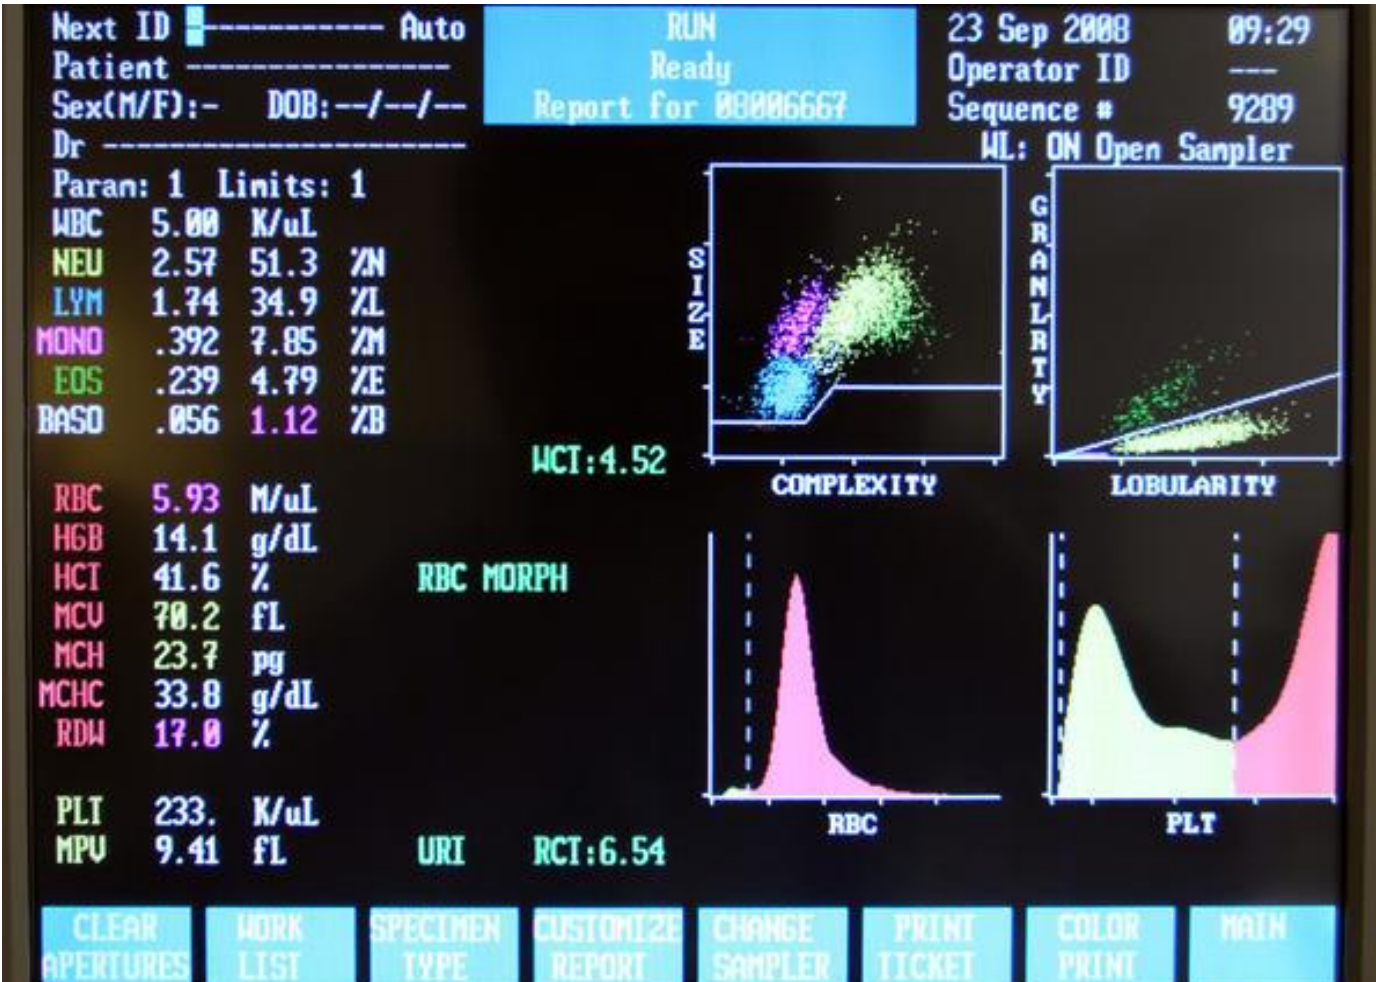 Next ID ------------ Auto
Patient ----------------
Sex(M/F):- DOB:--/--/--
Dr ----------------------
Param: 1 Limits: 1
RUN
Ready
Report for 08006667
23 Sep 2008 09:29
Operator ID ---
Sequence # 9289
WL: ON Open Sampler
WBC 5.00 K/uL
NEU 2.57 51.3 %N
LYM 1.74 34.9 %L
MONO .392 7.85 %M
EOS .239 4.79 %E
BASO .056 1.12 %B
WCT:4.52
RBC 5.93 M/uL
HGB 14.1 g/dL
HCT 41.6 %
MCV 70.2 fL
MCH 23.7 pg
MCHC 33.8 g/dL
RDW 17.0 %
RBC MORPH
PLT 233. K/uL
MPV 9.41 fL
URI RCT:6.54
SIZE
COMPLEXITY
GRANLRTY
LOBULARITY
RBC
PLT
CLEAR APERTURES
WORK LIST
SPECIMEN TYPE
CUSTOMIZE REPORT
CHANGE SAMPLER
PRINT TICKET
COLOR PRINT
MAIN